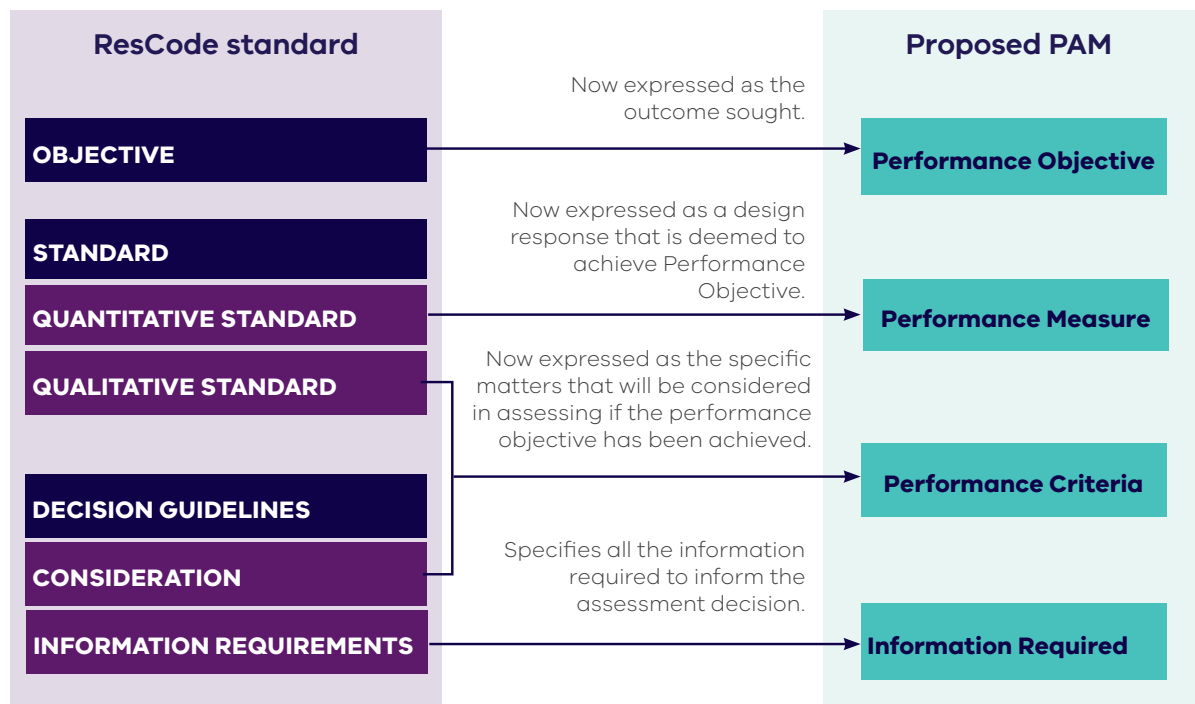 ResCode standard
Proposed PAM
Now expressed as the
outcome sought.
OBJECTIVE
Performance Objective
Now expressed as a design
response that is deemed to
achieve Performance
Objective.
STANDARD
QUANTITATIVE STANDARD
Performance Measure
QUALITATIVE STANDARD
Now expressed as the specific
matters that will be considered
in assessing if the performance
objective has been achieved.
Performance Criteria
DECISION GUIDELINES
CONSIDERATION
Specifies all the information
required to inform the
assessment decision.
INFORMATION REQUIREMENTS
Information Required